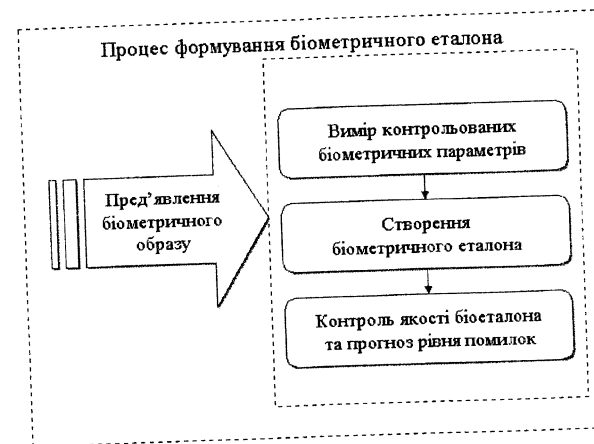 Процес формування біометричного еталона
Пред’явлення
біометричного
образу
Вимір контрольованих
біометричних параметрів
Створення
біометричного еталона
Контроль якості біоеталона
та прогноз рівня помилок